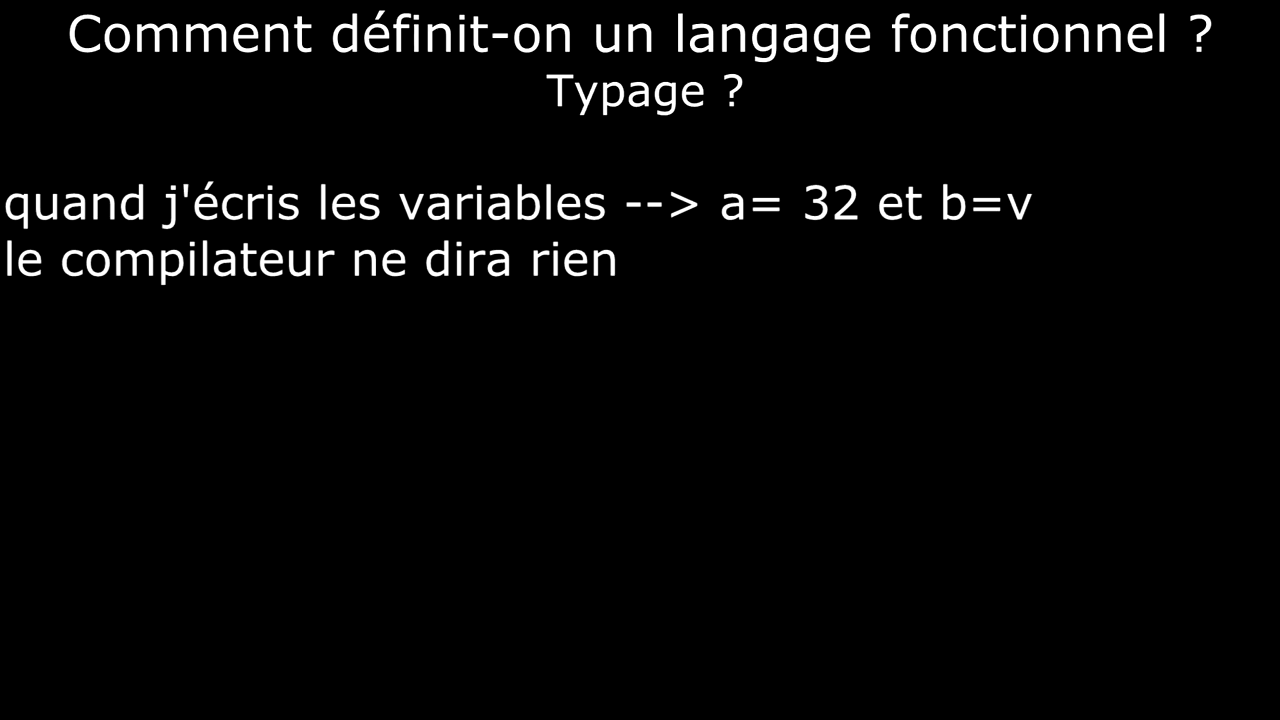 Comment définit-on un langage fonctionnel ?
Typage ?
quand j'écris les variables --> a= 32 et b=v
le compilateur ne dira rien